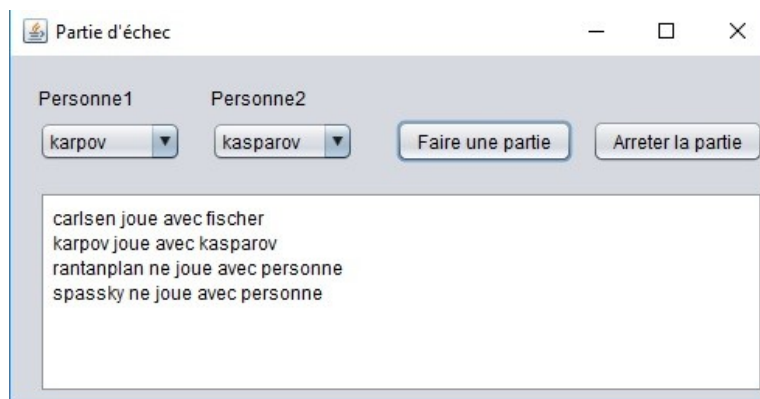 Partie d'échec
Personne1 Personne2
karpov kasparov Faire une partie Arreter la partie
carlsen joue avec fischer
karpov joue avec kasparov
rantanplan ne joue avec personne
spassky ne joue avec personne